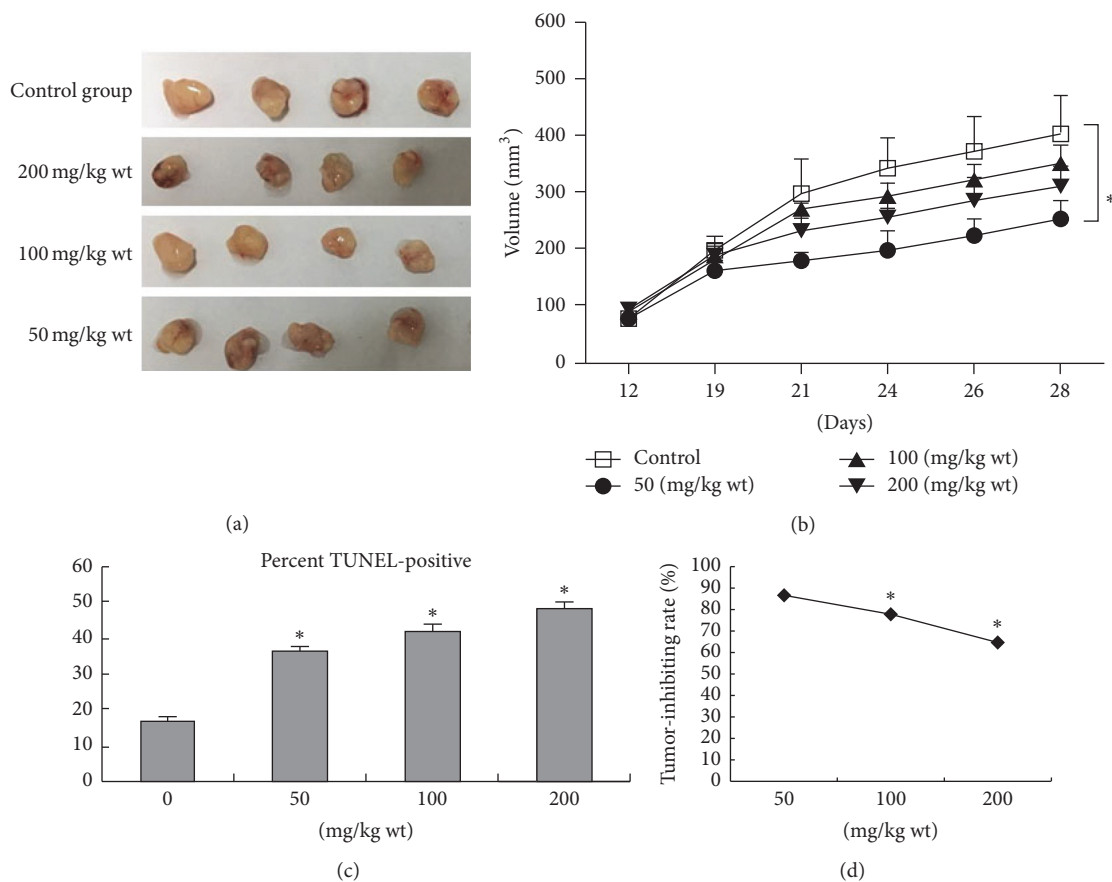 Control group
200 mg/kg wt
100 mg/kg wt
50 mg/kg wt
(a)
Volume (mm³)
600
500
400
300
200
100
0
12 19 21 24 26 28
(Days)
*
Control
50 (mg/kg wt)
100 (mg/kg wt)
200 (mg/kg wt)
(b)
Percent TUNEL-positive
60
50
40
30
20
10
0
* * *
0 50 100 200
(mg/kg wt)
(c)
Tumor-inhibiting rate (%)
100
90
80
70
60
50
40
30
20
10
0
* *
50 100 200
(mg/kg wt)
(d)